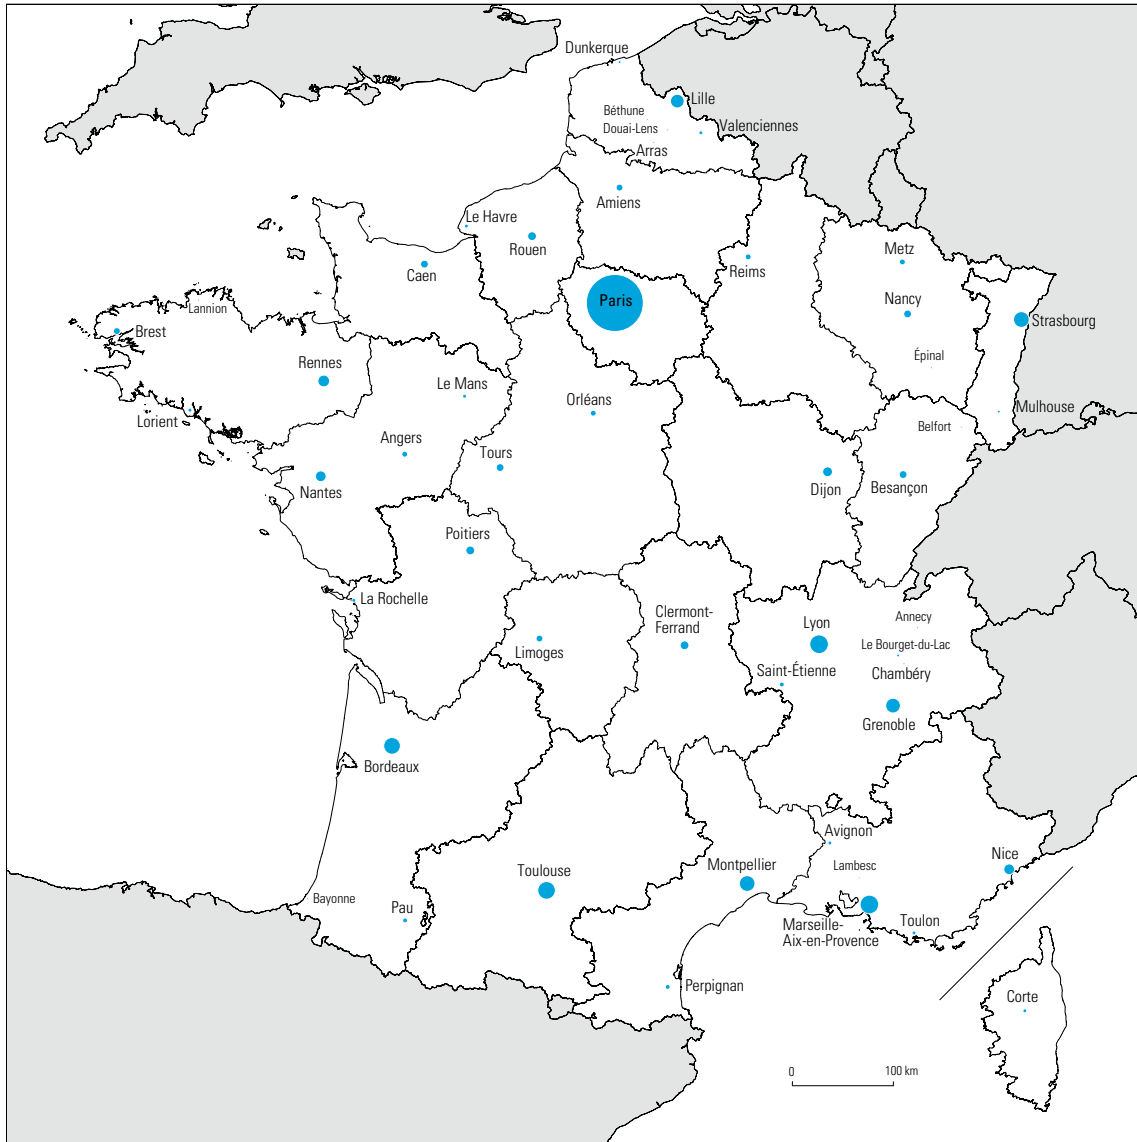 Dunkerque
Lille
Béthune
Douai-Lens
Valenciennes
Arras
Amiens
Le Havre
Rouen
Caen
Reims
Metz
Paris
Nancy
Lannion
Brest
Strasbourg
Épinal
Rennes
Le Mans
Orléans
Mulhouse
Lorient
Belfort
Angers
Tours
Nantes
Dijon
Besançon
Poitiers
La Rochelle
Clermont-
Ferrand
Lyon
Annecy
Le Bourget-du-Lac
Limoges
Saint-Étienne
Chambéry
Grenoble
Bordeaux
Avignon
Nice
Toulouse
Montpellier
Lambesc
Bayonne
Pau
Marseille-
Aix-en-Provence
Toulon
Perpignan
Corte
0
100 km